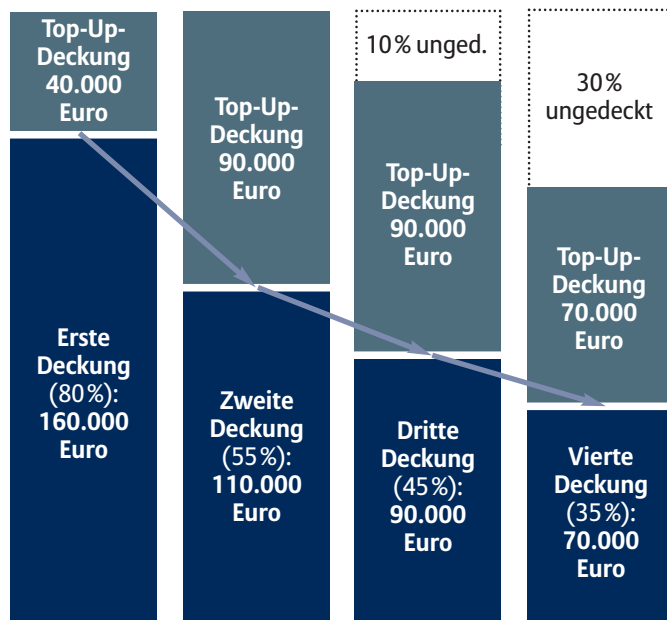 Top-Up-
Deckung
40.000
Euro
Erste
Deckung
(80%):
160.000
Euro
Top-Up-
Deckung
90.000
Euro
Zweite
Deckung
(55%):
110.000
Euro
10% unged.
Top-Up-
Deckung
90.000
Euro
Dritte
Deckung
(45%):
90.000
Euro
30%
ungedeckt
Top-Up-
Deckung
70.000
Euro
Vierte
Deckung
(35%):
70.000
Euro